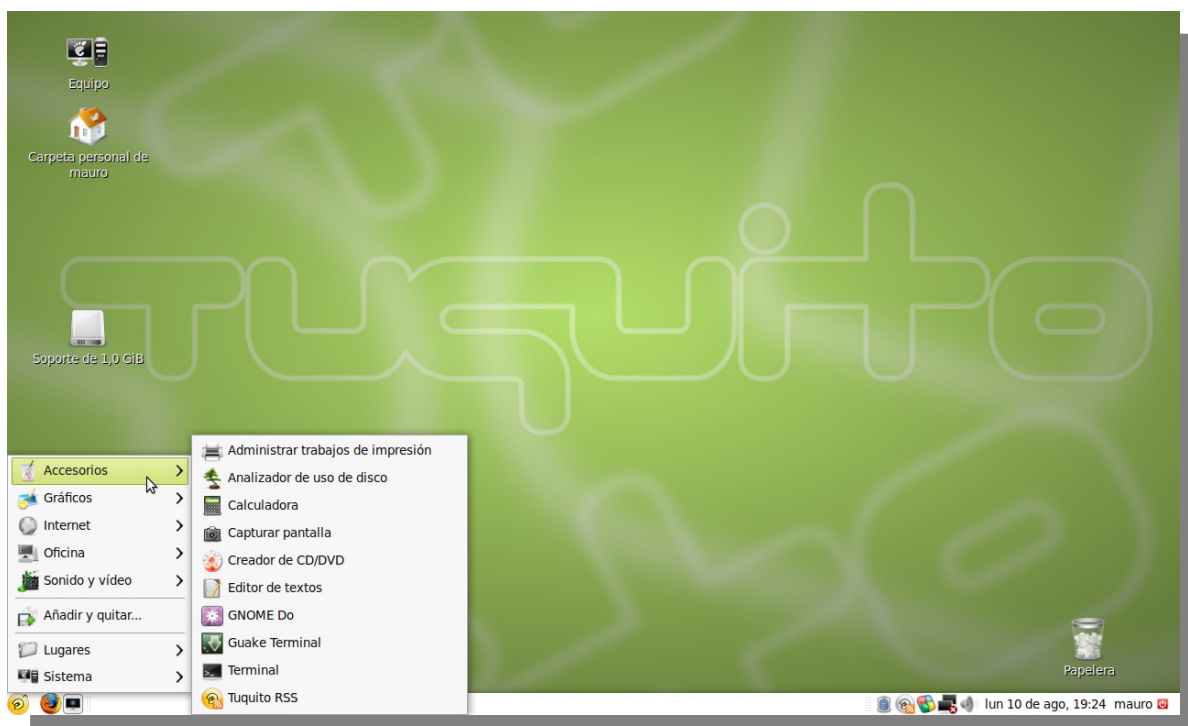 Equipo
Carpeta personal de
mauro
Tuquito
Soporte de 1,0 GiB
Accesorios
Gráficos
Internet
Oficina
Sonido y vídeo
Añadir y quitar...
Lugares
Sistema
Administrar trabajos de impresión
Analizador de uso de disco
Calculadora
Capturar pantalla
Creador de CD/DVD
Editor de textos
GNOME Do
Guake Terminal
Terminal
Tuquito RSS
Papelera
lun 10 de ago, 19:24 mauro